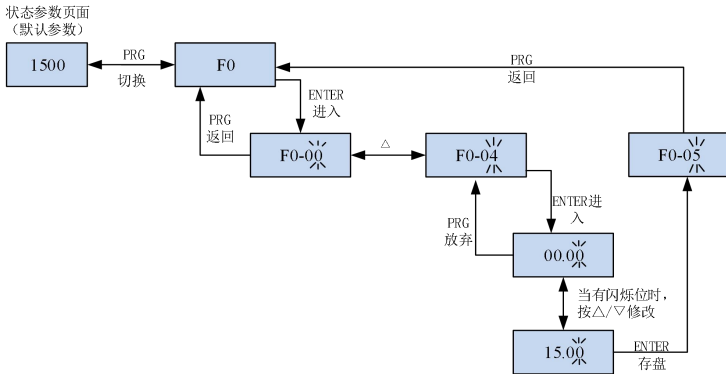 状态参数页面
（默认参数）
1500
PRG
切换
F0
PRG
返回
ENTER
进入
PRG
返回
F0-00
△
F0-04
F0-05
ENTER进
入
PRG
放弃
00.00
当有闪烁位时，
按△/▽修改
15.00
ENTER
存盘